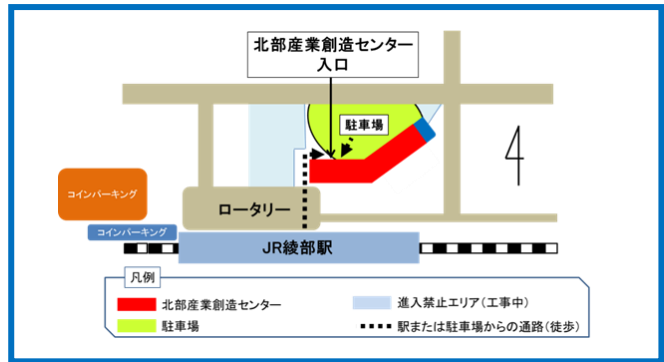 北部産業創造センター
入口
駐車場
コインパーキング
ロータリー
コインパーキング
JR綾部駅
凡例
北部産業創造センター
進入禁止エリア（工事中）
駐車場
駅または駐車場からの通路（徒歩）